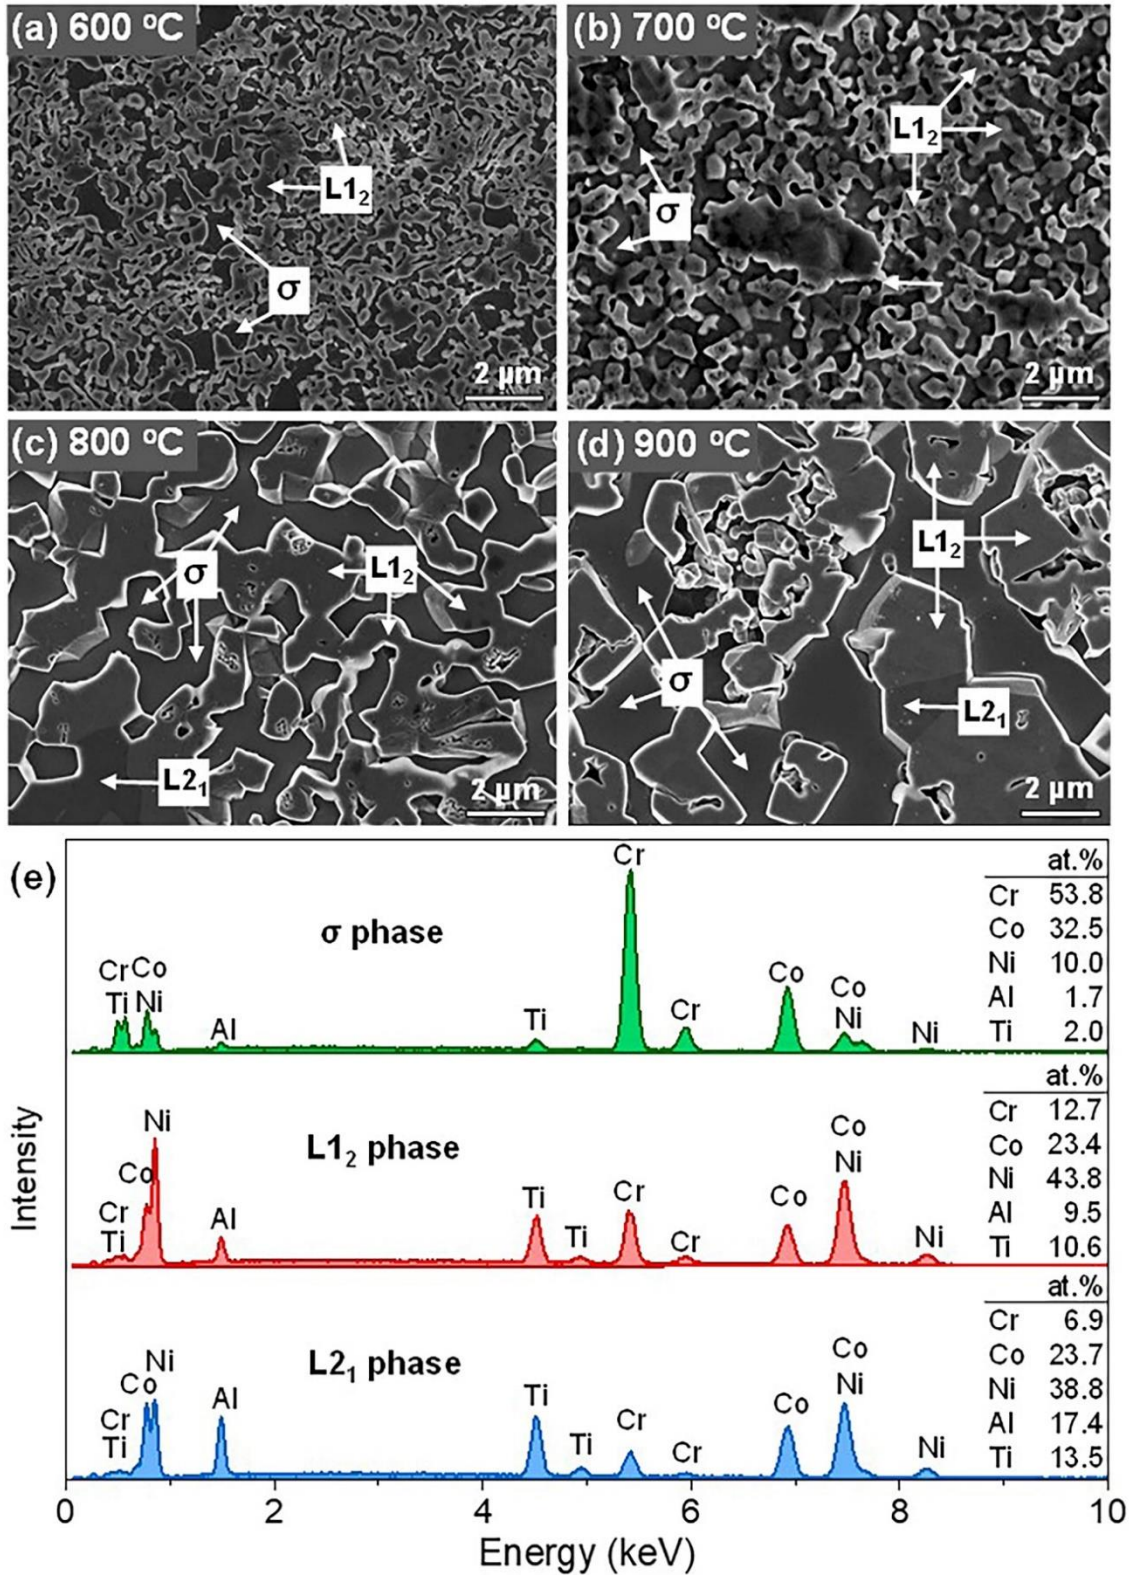 (a) 600 ºC
L1₂
σ
2 µm
(b) 700 ºC
L1₂
σ
2 µm
(c) 800 ºC
σ
L1₂
L2₁
2 µm
(d) 900 ºC
L1₂
σ
L2₁
2 µm
(e)
σ phase
Cr Co
Ti Ni
Al
Ti
Cr
Cr
Co
Co
Ni
Ni
at.%
Cr 53.8
Co 32.5
Ni 10.0
Al 1.7
Ti 2.0
L1₂ phase
Ni
Co
Cr
Ti
Al
Ti
Ti
Cr
Cr
Co
Co
Ni
Ni
at.%
Cr 12.7
Co 23.4
Ni 43.8
Al 9.5
Ti 10.6
L2₁ phase
Ni
Co
Cr
Ti
Al
Ti
Ti
Cr
Cr
Co
Co
Ni
Ni
at.%
Cr 6.9
Co 23.7
Ni 38.8
Al 17.4
Ti 13.5
Intensity
0 2 4 6 8 10
Energy (keV)